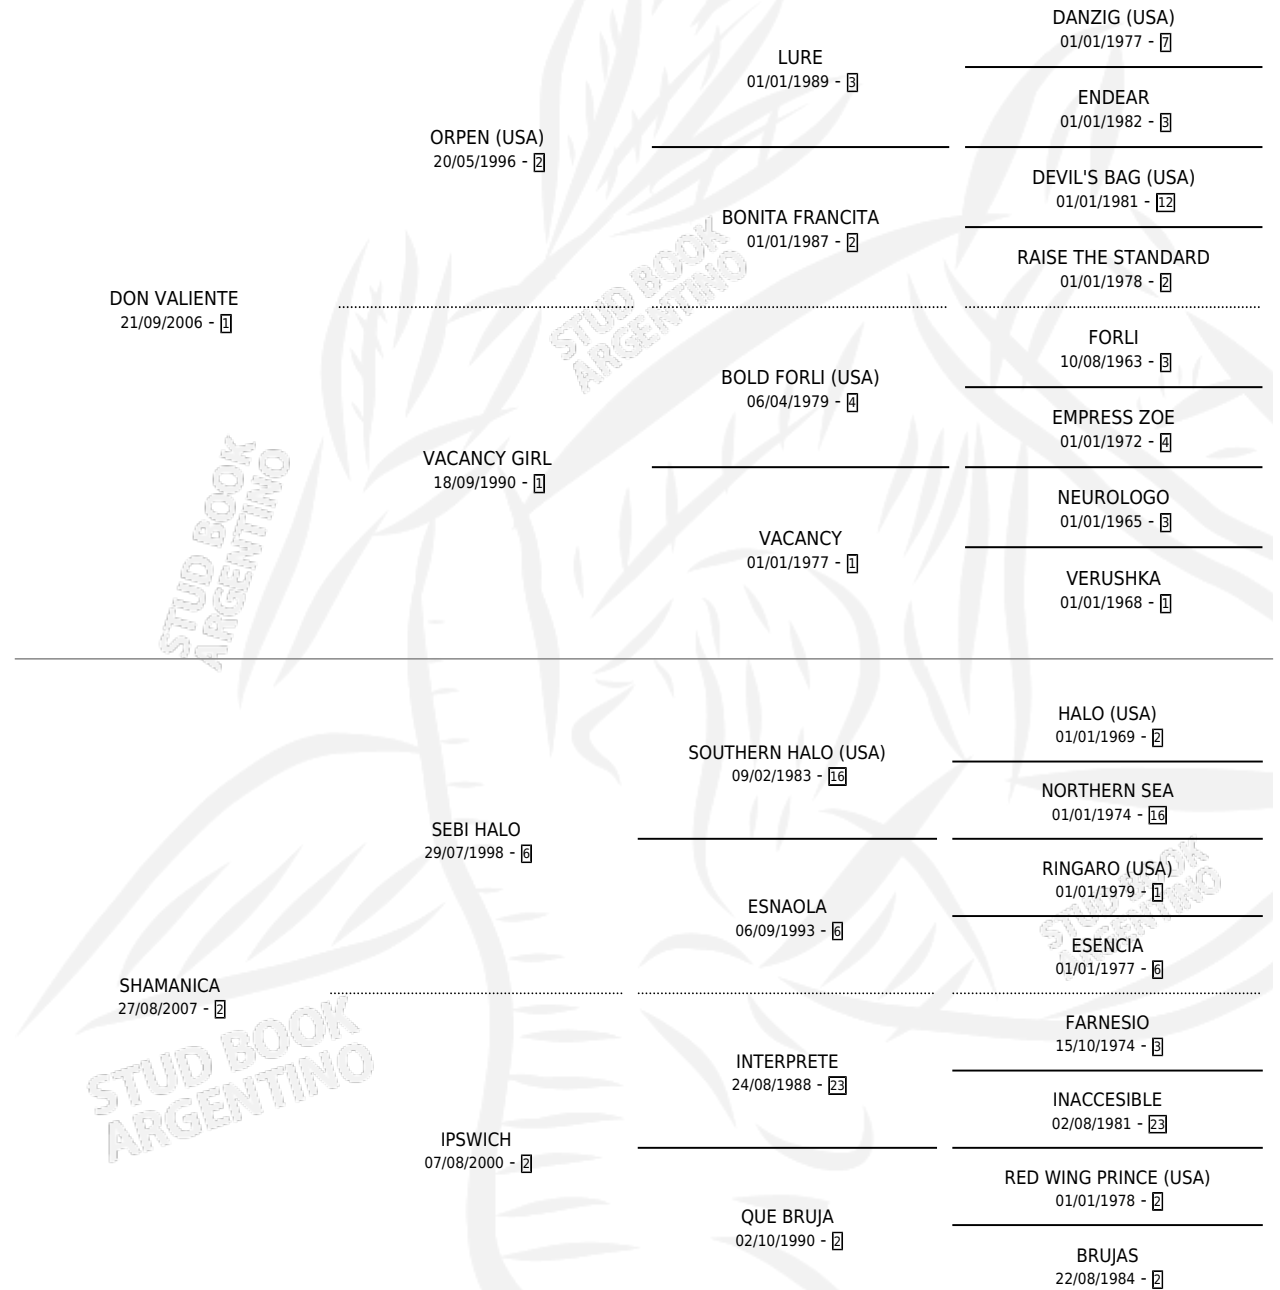 DANZIG (USA)
01/01/1977 - 7
LURE
01/01/1989 - 3
ENDEAR
01/01/1982 - 3
ORPEN (USA)
20/05/1996 - 2
DEVIL'S BAG (USA)
01/01/1981 - 12
BONITA FRANCITA
01/01/1987 - 2
RAISE THE STANDARD
01/01/1978 - 2
DON VALIENTE
21/09/2006 - 1
STUD BOOK
ARGENTINO
FORLI
10/08/1963 - 3
BOLD FORLI (USA)
06/04/1979 - 4
EMPRESS ZOE
01/01/1972 - 4
VACANCY GIRL
18/09/1990 - 1
NEUROLOGO
01/01/1965 - 3
VACANCY
01/01/1977 - 1
VERUSHKA
01/01/1968 - 1
STUD BOOK
ARGENTINO
HALO (USA)
01/01/1969 - 2
SOUTHERN HALO (USA)
09/02/1983 - 16
NORTHERN SEA
01/01/1974 - 16
SEBI HALO
29/07/1998 - 6
RINGARO (USA)
01/01/1979 - 1
ESNAOLA
06/09/1993 - 6
ESENCIA
01/01/1977 - 6
STUD BOOK
ARGENTINO
SHAMANICA
27/08/2007 - 2
FARNESIO
15/10/1974 - 3
INTERPRETE
24/08/1988 - 23
INACCESIBLE
02/08/1981 - 23
STUD BOOK
ARGENTINO
IPSWICH
07/08/2000 - 2
RED WING PRINCE (USA)
01/01/1978 - 2
QUE BRUJA
02/10/1990 - 2
BRUJAS
22/08/1984 - 2